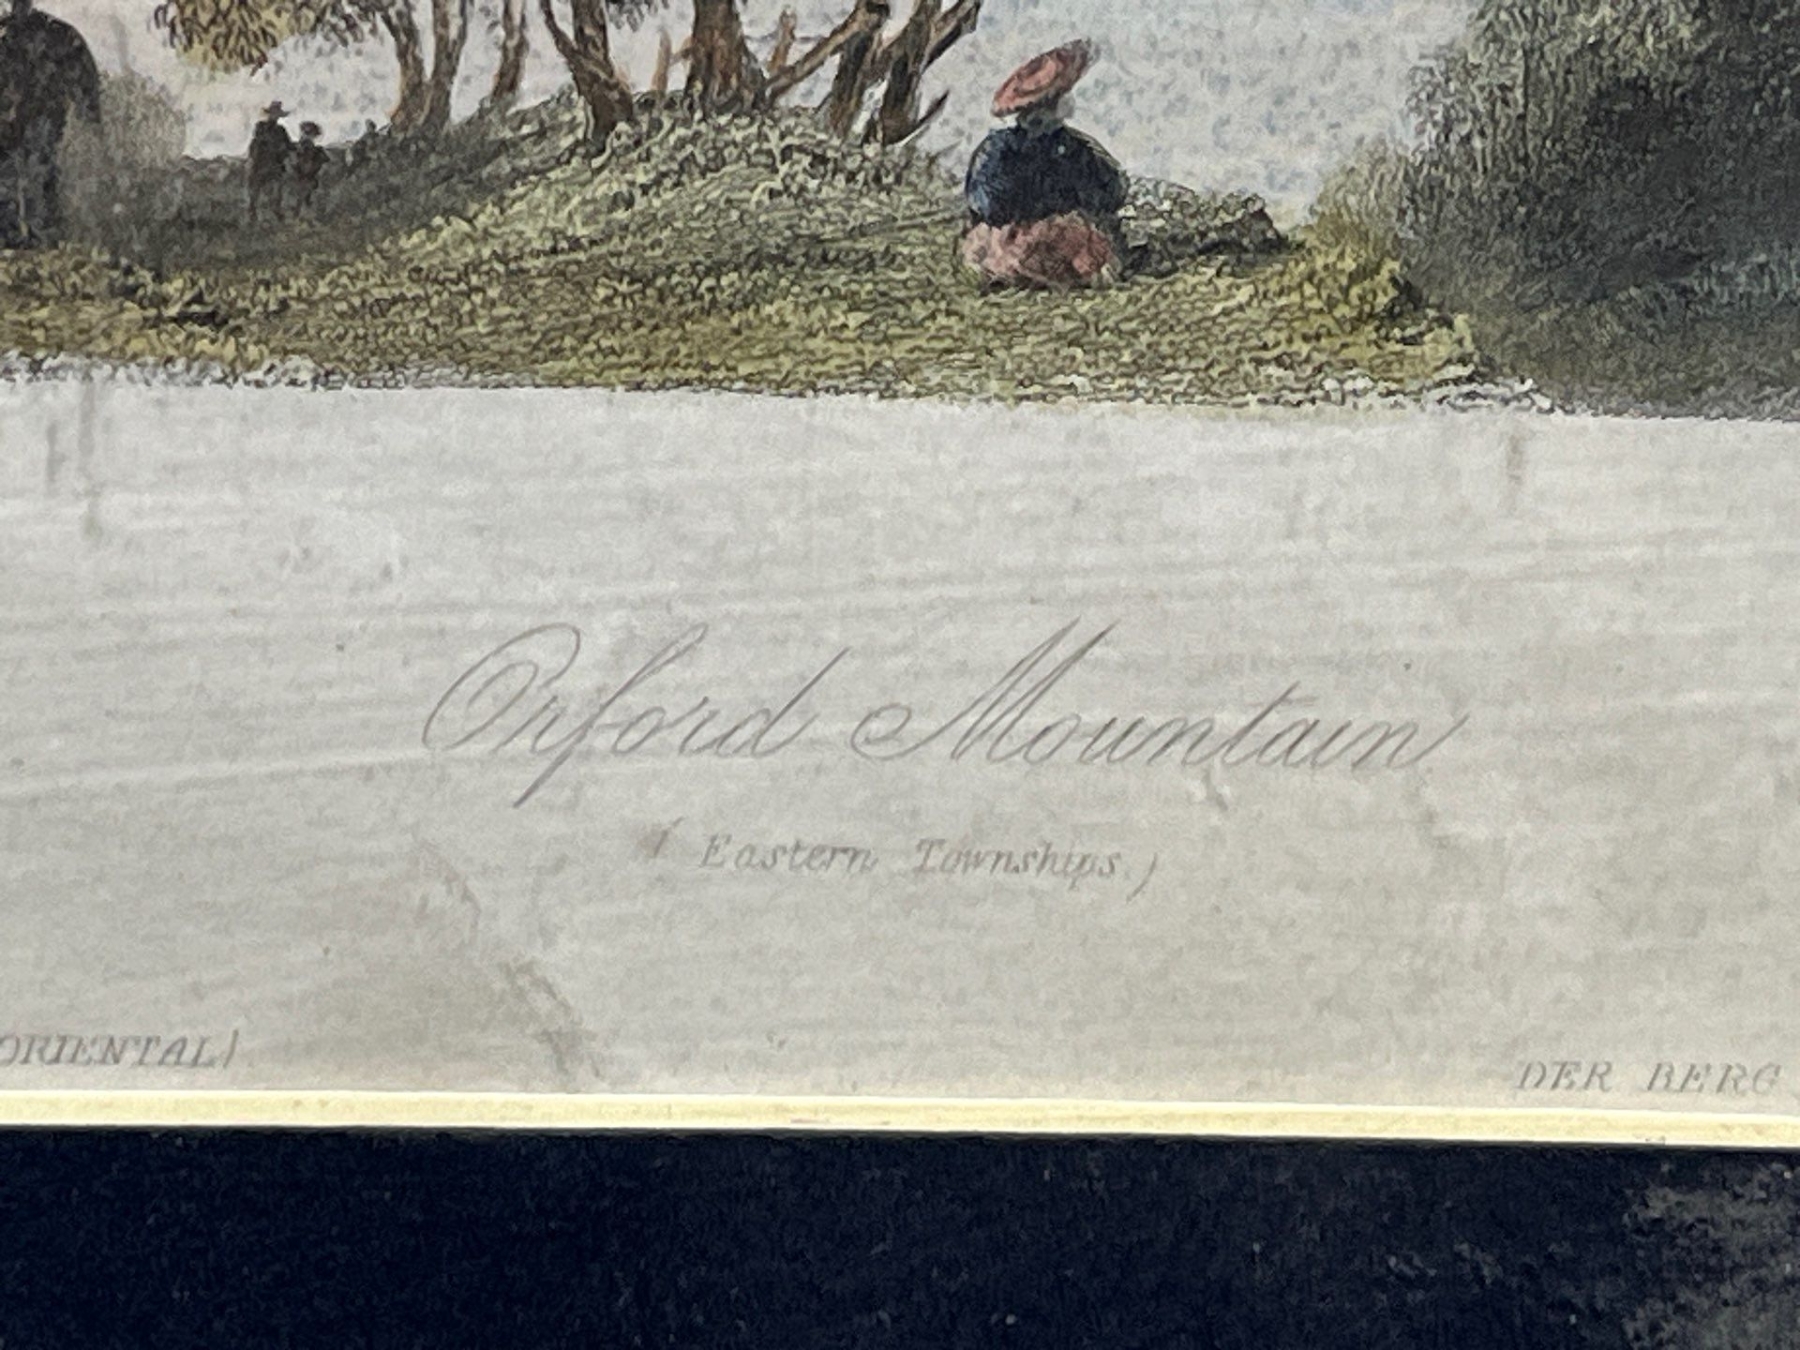 Orford Mountain
( Eastern Townships.)
ORIENTAL)
DER BERG